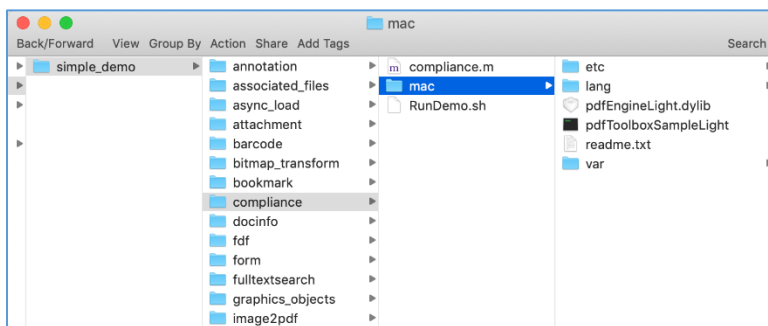 mac
Back/Forward View Group By Action Share Add Tags Search
simple_demo annotation compliance.m etc
associated_files mac lang
async_load RunDemo.sh pdfEngineLight.dylib
attachment pdfToolboxSampleLight
barcode readme.txt
bitmap_transform var
bookmark
compliance
docinfo
fdf
form
fulltextsearch
graphics_objects
image2pdf